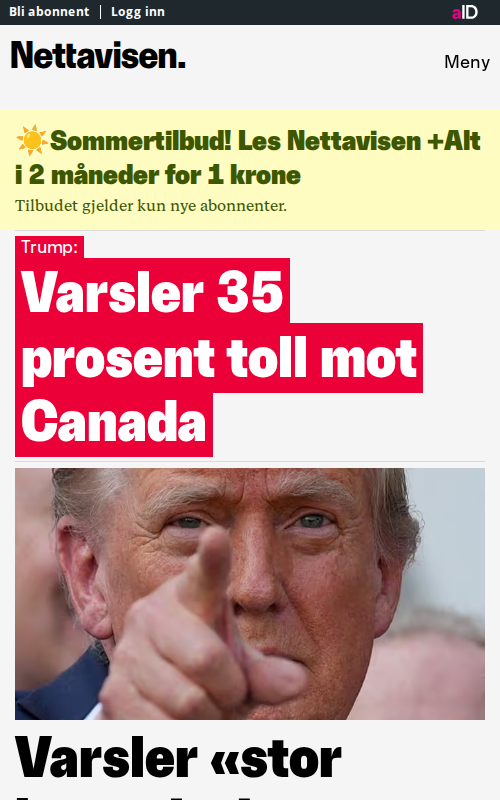 Bli abonnent | Logg inn
aID
Nettavisen.
Meny
☀️Sommertilbud! Les Nettavisen +Alt
i 2 måneder for 1 krone
Tilbudet gjelder kun nye abonnenter.
Trump:
Varsler 35
prosent toll mot
Canada
Varsler «stor